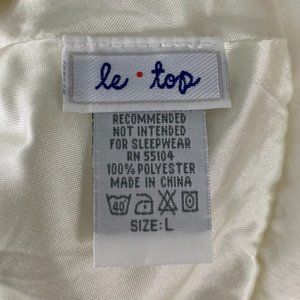 le • top
RECOMMENDED
NOT INTENDED
FOR SLEEPWEAR
RN 55104
100% POLYESTER
MADE IN CHINA
40
SIZE: L